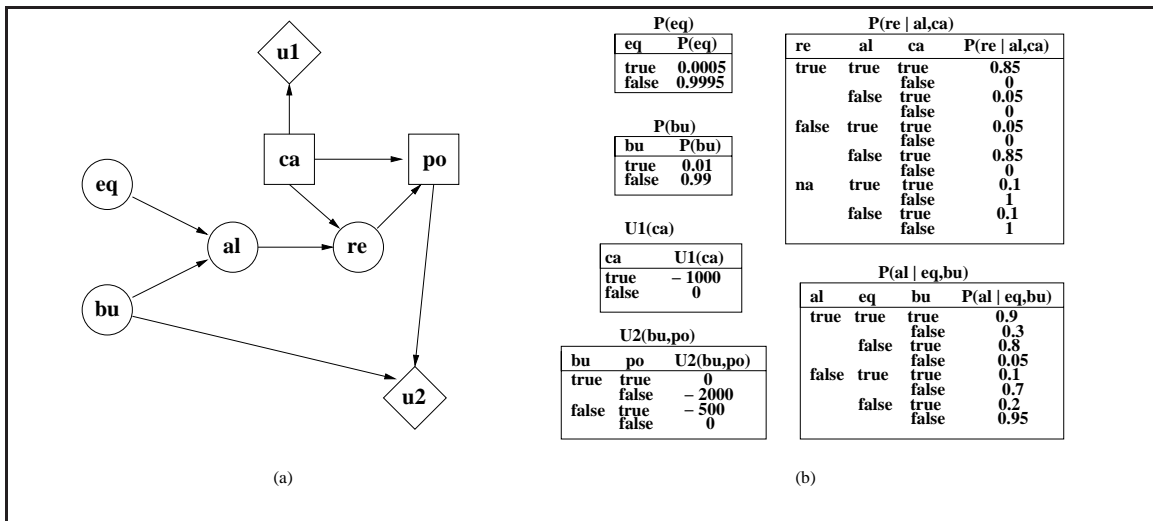 u1
ca
po
eq
al
re
bu
u2
(a)
P(eq)
eq P(eq)
true 0.0005
false 0.9995
P(bu)
bu P(bu)
true 0.01
false 0.99
U1(ca)
ca U1(ca)
true – 1000
false 0
U2(bu,po)
bu po U2(bu,po)
true true 0
false – 2000
false true – 500
false 0
P(re | al,ca)
re al ca P(re | al,ca)
true true true 0.85
false 0
false true 0.05
false 0
false true true 0.05
false 0
false true 0.85
false 0
na true true 0.1
false 1
false true 0.1
false 1
P(al | eq,bu)
al eq bu P(al | eq,bu)
true true true 0.9
false 0.3
false true 0.8
false 0.05
false true true 0.1
false 0.7
false true 0.2
false 0.95
(b)